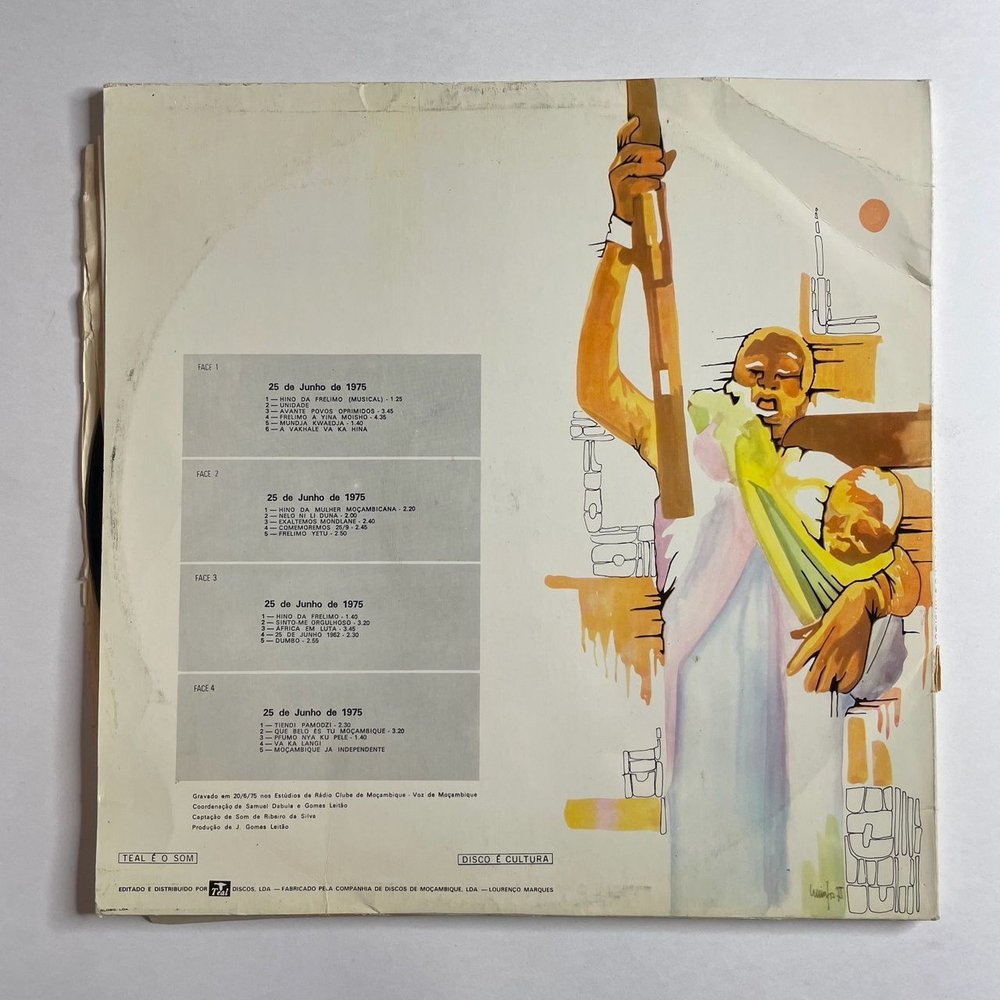 FACE 1
25 de Junho de 1975
1 — HINO DA FRELIMO (MUSICAL) - 1.25
2 — UNIDADE
3 — AVANTE POVOS OPRIMIDOS - 3.45
4 — FRELIMO A YINA MOISHO - 4.35
5 — MUNDJA KWAEDJA - 1.40
6 — A VAKHALE VA KA HINA
FACE 2
25 de Junho de 1975
1 — HINO DA MULHER MOÇAMBICANA - 2.20
2 — NELO NI LI DUNA - 2.00
3 — EXALTEMOS MONDLANE - 2.40
4 — COMEMOREMOS 25/9 - 2.45
5 — FRELIMO YETU - 2.50
FACE 3
25 de Junho de 1975
1 — HINO DA FRELIMO - 1.40
2 — SINTO-ME ORGULHOSO - 3.20
3 — ÁFRICA EM LUTA - 3.45
4 — 25 DE JUNHO 1962 - 2.30
5 — DUMBO - 2.55
FACE 4
25 de Junho de 1975
1 — TIENDI PAMODZI - 2.30
2 — QUE BELO ÉS TU MOÇAMBIQUE - 3.20
3 — PFUMO NYA KU PELE - 1.40
4 — VA KA LANGI
5 — MOÇAMBIQUE JÁ INDEPENDENTE
Gravado em 20/6/75 nos Estúdios da Rádio Clube de Moçambique - Voz de Moçambique
Coordenação de Samuel Dabula e Gomes Leitão
Captação de Som de Ribeiro da Silva
Produção de J. Gomes Leitão
TEAL É O SOM
DISCO É CULTURA
EDITADO E DISTRIBUIDO POR Teal DISCOS, LDA — FABRICADO PELA COMPANHIA DE DISCOS DE MOÇAMBIQUE, LDA. — LOURENÇO MARQUES